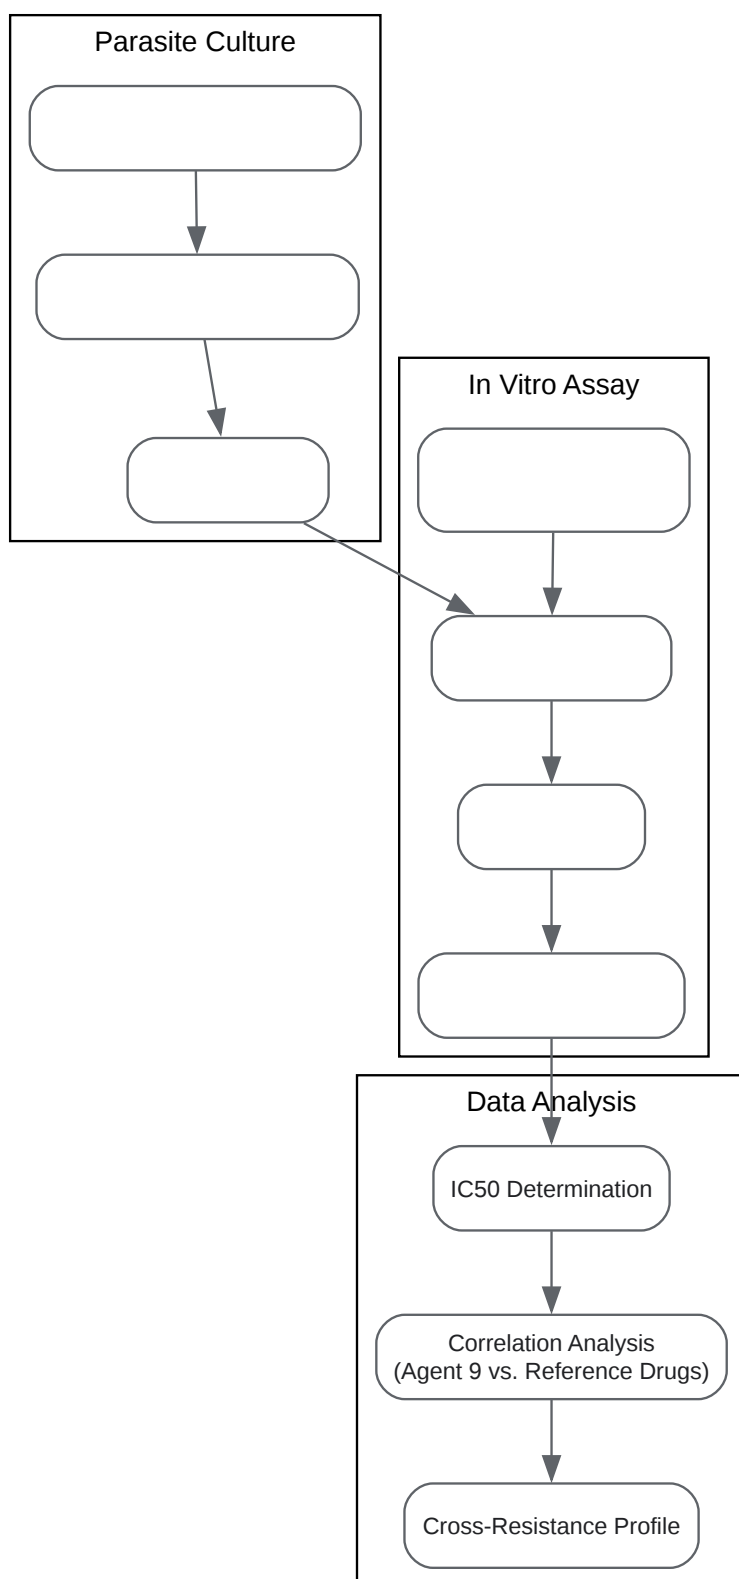 Parasite Culture
In Vitro Assay
Data Analysis
IC50 Determination
Correlation Analysis
(Agent 9 vs. Reference Drugs)
Cross-Resistance Profile